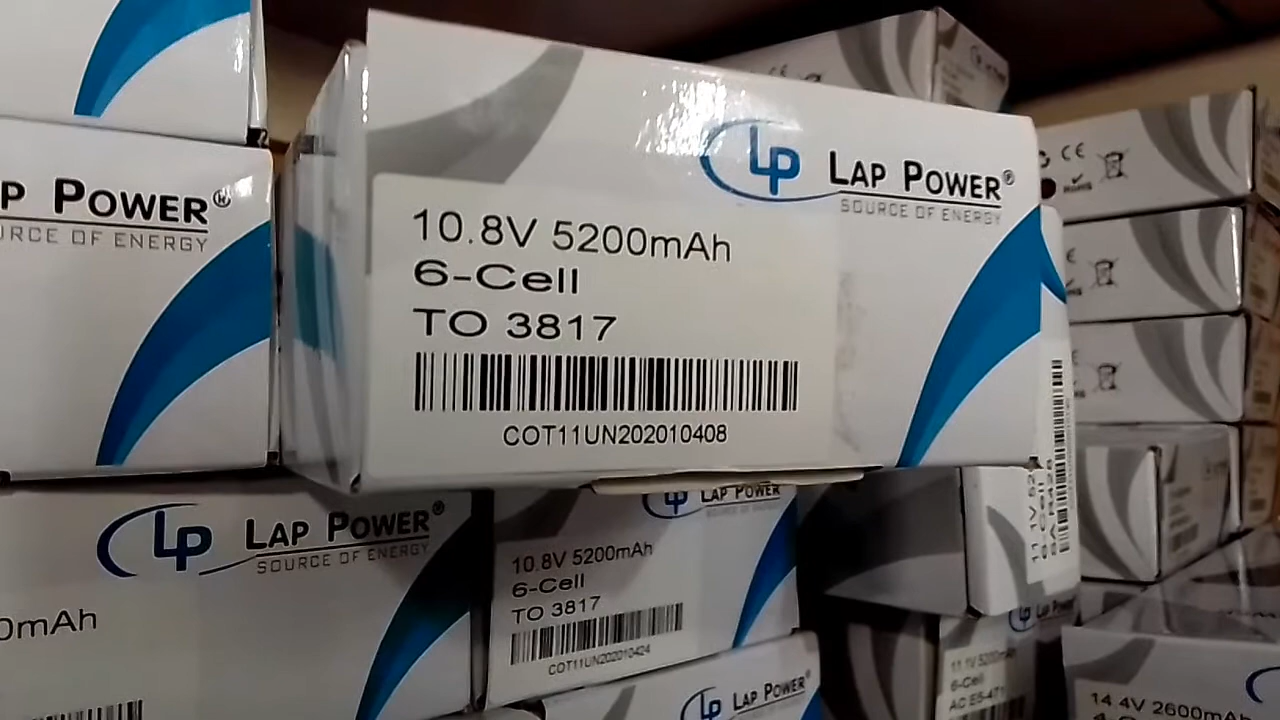 LP LAP POWER®
SOURCE OF ENERGY
10.8V 5200mAh
6-Cell
TO 3817
COT11UN202010408
P POWER®
URCE OF ENERGY
LP LAP POWER®
SOURCE OF ENERGY
0mAh
LP LAP POWER
10.8V 5200mAh
6-Cell
TO 3817
COT11UN202010424
LP LAP POWER®
CE
11.1V 5200mAh
6-Cell
14.4V 2600mAh